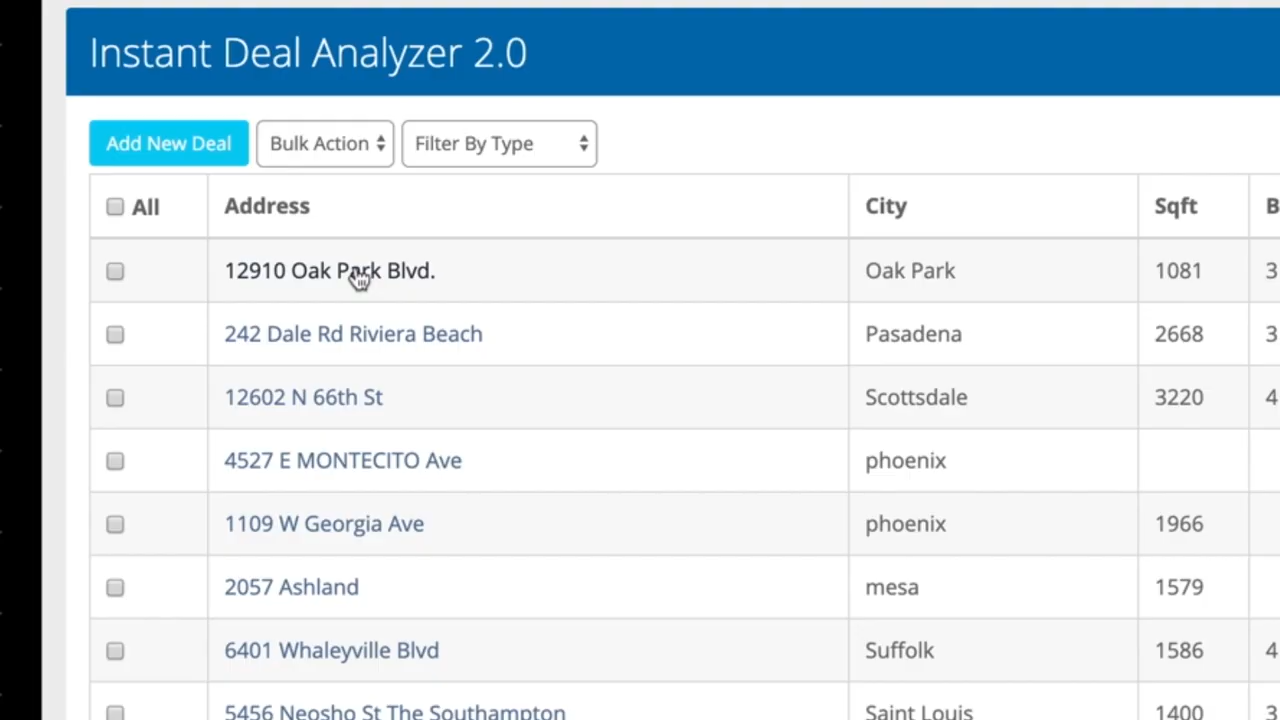 Instant Deal Analyzer 2.0
Add New Deal Bulk Action Filter By Type
All Address City Sqft B
12910 Oak Park Blvd. Oak Park 1081 3
242 Dale Rd Riviera Beach Pasadena 2668 3
12602 N 66th St Scottsdale 3220 4
4527 E MONTECITO Ave phoenix
1109 W Georgia Ave phoenix 1966
2057 Ashland mesa 1579
6401 Whaleyville Blvd Suffolk 1586 4
5456 Neosho St The Southampton Saint Louis 1400 3